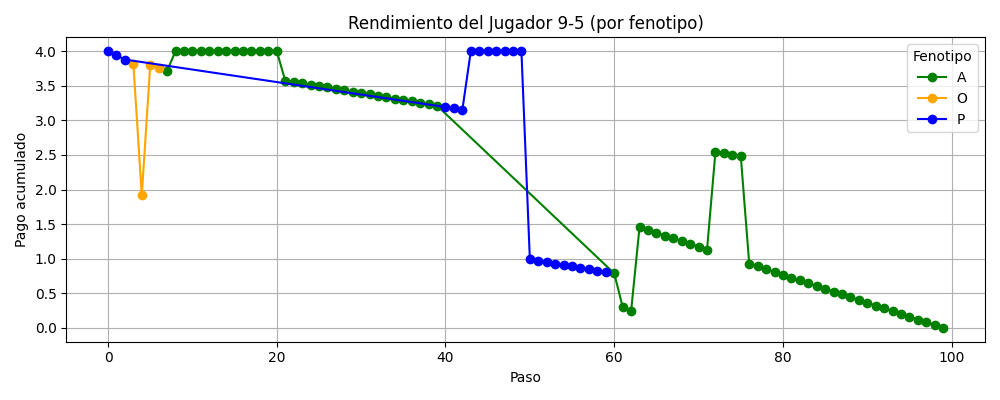 Rendimiento del Jugador 9-5 (por fenotipo)
Pago acumulado
4.0
3.5
3.0
2.5
2.0
1.5
1.0
0.5
0.0
Fenotipo
A
O
P
0 20 40 60 80 100
Paso